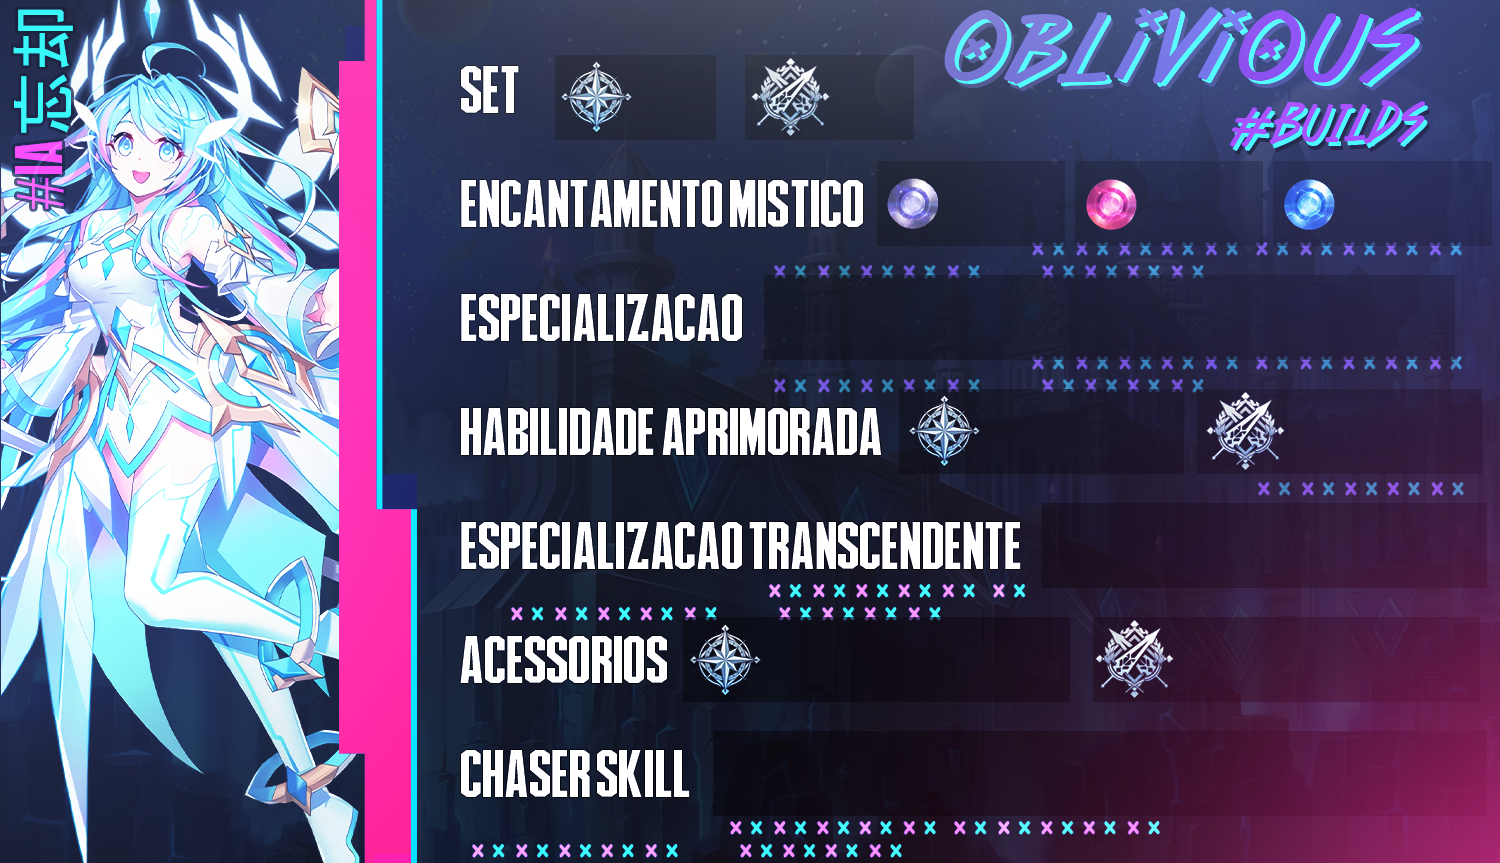 #IA 忘却
OBLIVIOUS
#BUILDS
SET
ENCANTAMENTO MISTICO
ESPECIALIZACAO
HABILIDADE APRIMORADA
ESPECIALIZACAO TRANSCENDENTE
ACESSORIOS
CHASER SKILL